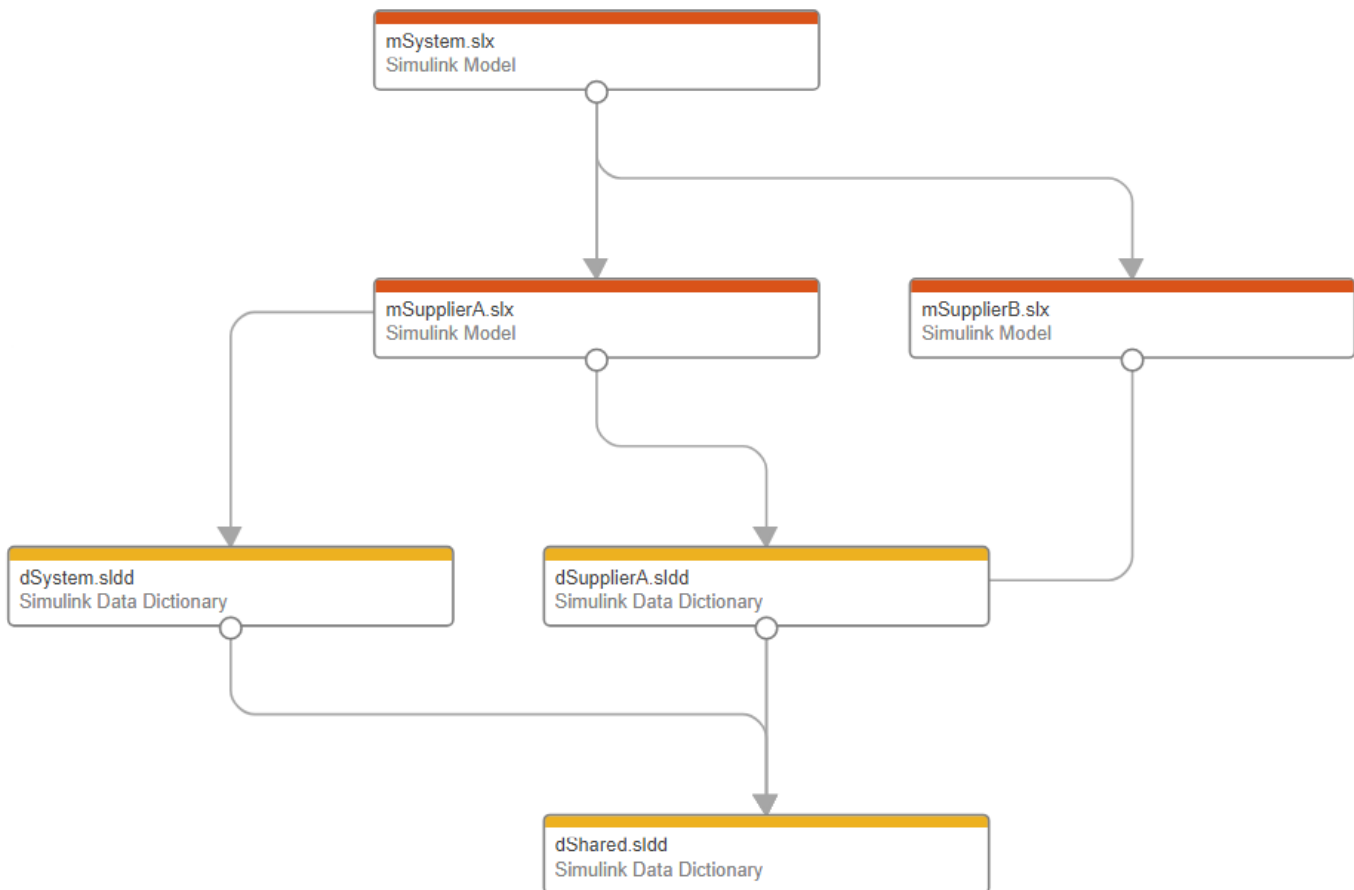 mSystem.slx
Simulink Model
mSupplierA.slx
Simulink Model
mSupplierB.slx
Simulink Model
dSystem.sldd
Simulink Data Dictionary
dSupplierA.sldd
Simulink Data Dictionary
dShared.sldd
Simulink Data Dictionary